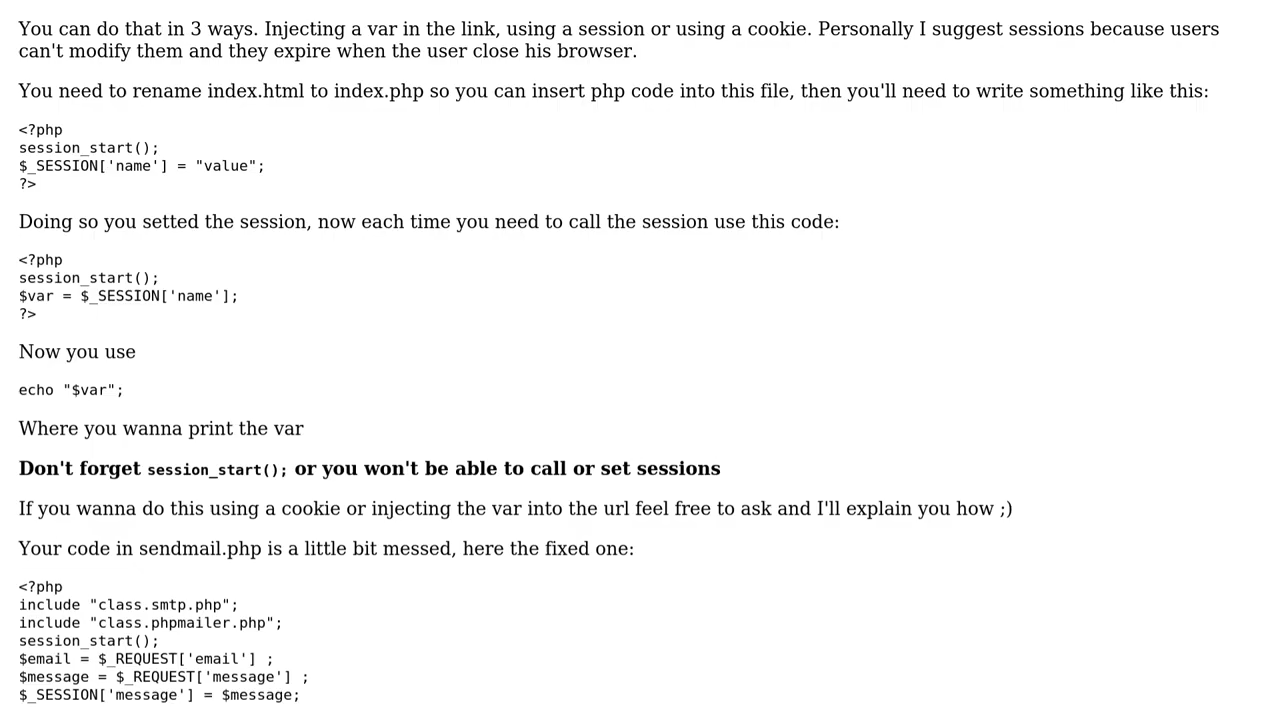 You can do that in 3 ways. Injecting a var in the link, using a session or using a cookie. Personally I suggest sessions because users
can't modify them and they expire when the user close his browser.
You need to rename index.html to index.php so you can insert php code into this file, then you'll need to write something like this:
<?php
session_start();
$_SESSION['name'] = "value";
?>
Doing so you setted the session, now each time you need to call the session use this code:
<?php
session_start();
$var = $_SESSION['name'];
?>
Now you use
echo "$var";
Where you wanna print the var
Don't forget session_start(); or you won't be able to call or set sessions
If you wanna do this using a cookie or injecting the var into the url feel free to ask and I'll explain you how ;)
Your code in sendmail.php is a little bit messed, here the fixed one:
<?php
include "class.smtp.php";
include "class.phpmailer.php";
session_start();
$email = $_REQUEST['email'] ;
$message = $_REQUEST['message'] ;
$_SESSION['message'] = $message;